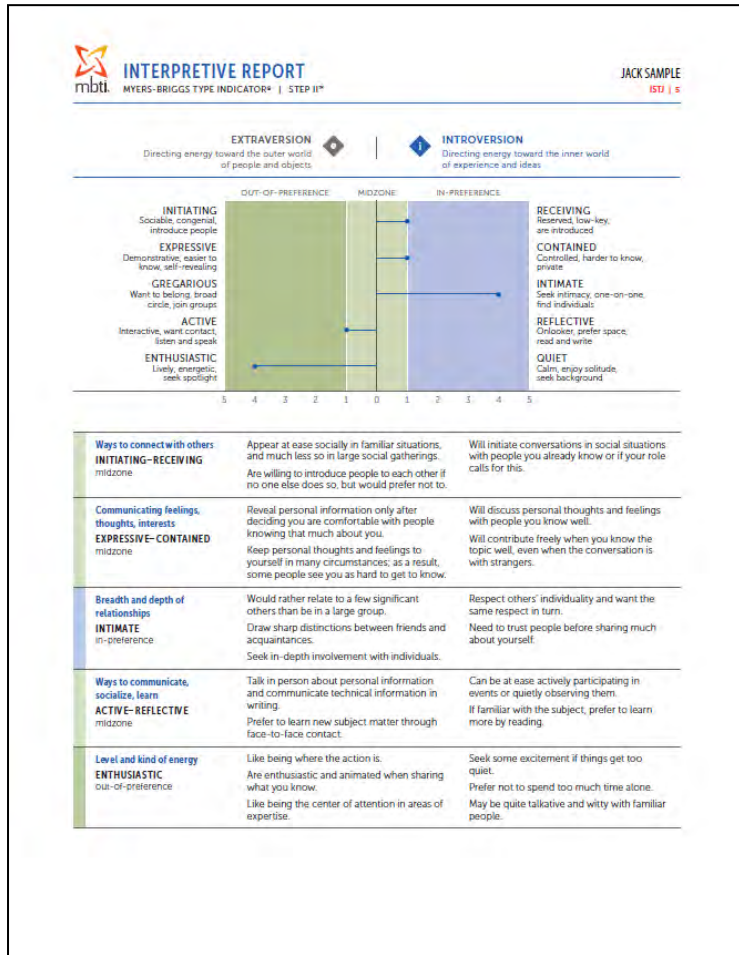 mbti.
INTERPRETIVE REPORT
MYERS-BRIGGS TYPE INDICATOR® | STEP II™
JACK SAMPLE
ISTJ | 5
EXTRAVERSION
Directing energy toward the outer world
of people and objects
e
i
INTROVERSION
Directing energy toward the inner world
of experience and ideas
OUT-OF-PREFERENCE MIDZONE IN-PREFERENCE
INITIATING
Sociable, congenial,
introduce people
RECEIVING
Reserved, low-key,
are introduced
EXPRESSIVE
Demonstrative, easier to
know, self-revealing
CONTAINED
Controlled, harder to know,
private
GREGARIOUS
Want to belong, broad
circle, join groups
INTIMATE
Seek intimacy, one-on-one,
find individuals
ACTIVE
Interactive, want contact,
listen and speak
REFLECTIVE
Onlooker, prefer space,
read and write
ENTHUSIASTIC
Lively, energetic,
seek spotlight
QUIET
Calm, enjoy solitude,
seek background
5 4 3 2 1 0 1 2 3 4 5
Ways to connect with others
INITIATING–RECEIVING
midzone
Appear at ease socially in familiar situations,
and much less so in large social gatherings.
Are willing to introduce people to each other if
no one else does so, but would prefer not to.
Will initiate conversations in social situations
with people you already know or if your role
calls for this.
Communicating feelings,
thoughts, interests
EXPRESSIVE–CONTAINED
midzone
Reveal personal information only after
deciding you are comfortable with people
knowing that much about you.
Keep personal thoughts and feelings to
yourself in many circumstances; as a result,
some people see you as hard to get to know.
Will discuss personal thoughts and feelings
with people you know well.
Will contribute freely when you know the
topic well, even when the conversation is
with strangers.
Breadth and depth of
relationships
INTIMATE
in-preference
Would rather relate to a few significant
others than be in a large group.
Draw sharp distinctions between friends and
acquaintances.
Seek in-depth involvement with individuals.
Respect others' individuality and want the
same respect in turn.
Need to trust people before sharing much
about yourself.
Ways to communicate,
socialize, learn
ACTIVE–REFLECTIVE
midzone
Talk in person about personal information
and communicate technical information in
writing.
Prefer to learn new subject matter through
face-to-face contact.
Can be at ease actively participating in
events or quietly observing them.
If familiar with the subject, prefer to learn
more by reading.
Level and kind of energy
ENTHUSIASTIC
out-of-preference
Like being where the action is.
Are enthusiastic and animated when sharing
what you know.
Like being the center of attention in areas of
expertise.
Seek some excitement if things get too
quiet.
Prefer not to spend too much time alone.
May be quite talkative and witty with familiar
people.